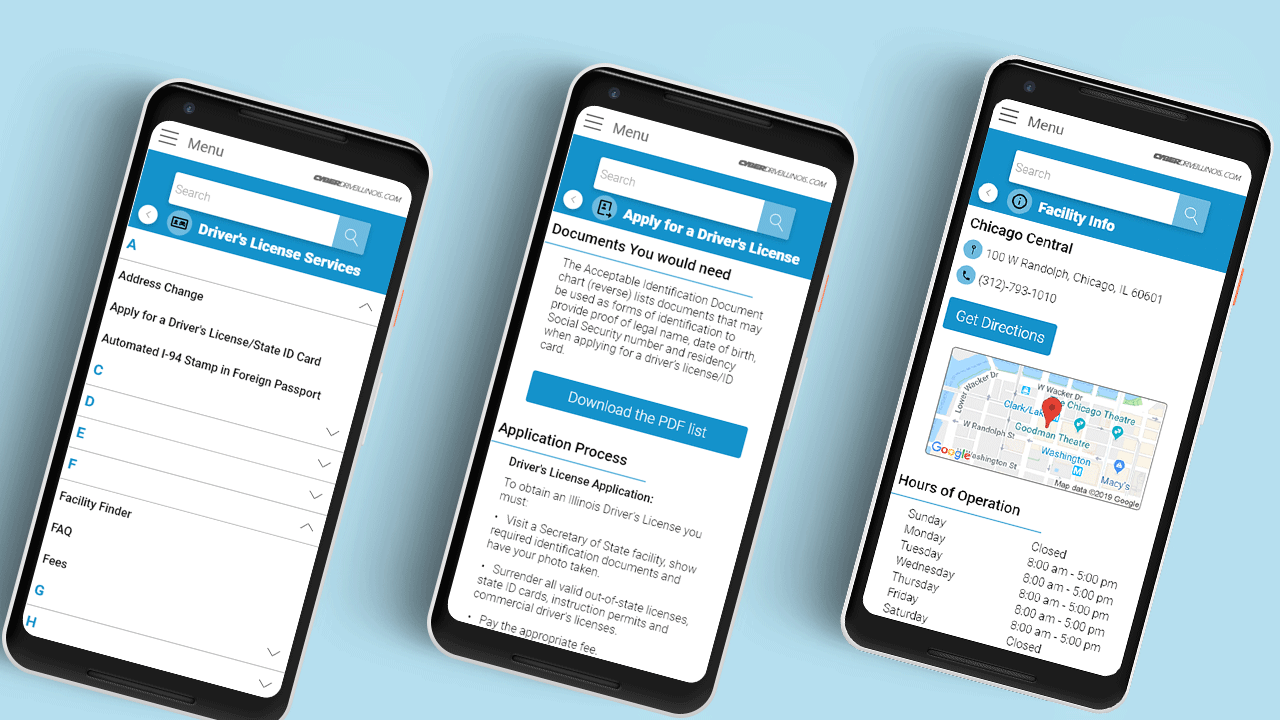 Menu
CYBERDRIVEILLINOIS.COM
Search
Driver's License Services
A
Address Change
Apply for a Driver's License/State ID Card
Automated I-94 Stamp in Foreign Passport
C
D
E
F
Facility Finder
FAQ
Fees
G
H
Menu
CYBERDRIVEILLINOIS.COM
Search
Apply for a Driver's License
Documents You would need
The Acceptable Identification Document
chart (reverse) lists documents that may
be used as forms of identification to
provide proof of legal name, date of birth,
Social Security number and residency
when applying for a driver's license/ID
card.
Download the PDF list
Application Process
Driver's License Application:
To obtain an Illinois Driver's License you
must:
• Visit a Secretary of State facility, show
required identification documents and
have your photo taken.
• Surrender all valid out-of-state licenses,
state ID cards, instruction permits and
commercial driver's licenses.
• Pay the appropriate fee.
Menu
CYBERDRIVEILLINOIS.COM
Search
Facility Info
Chicago Central
100 W Randolph, Chicago, IL 60601
(312)-793-1010
Get Directions
W Wacker Dr
Lower Wacker Dr
Clark/Lake
The Chicago Theatre
W Randolph St
Goodman Theatre
Washington
Washington St
Macy's
Google
Map data ©2019 Google
Hours of Operation
Sunday Closed
Monday 8:00 am - 5:00 pm
Tuesday 8:00 am - 5:00 pm
Wednesday 8:00 am - 5:00 pm
Thursday 8:00 am - 5:00 pm
Friday 8:00 am - 5:00 pm
Saturday Closed